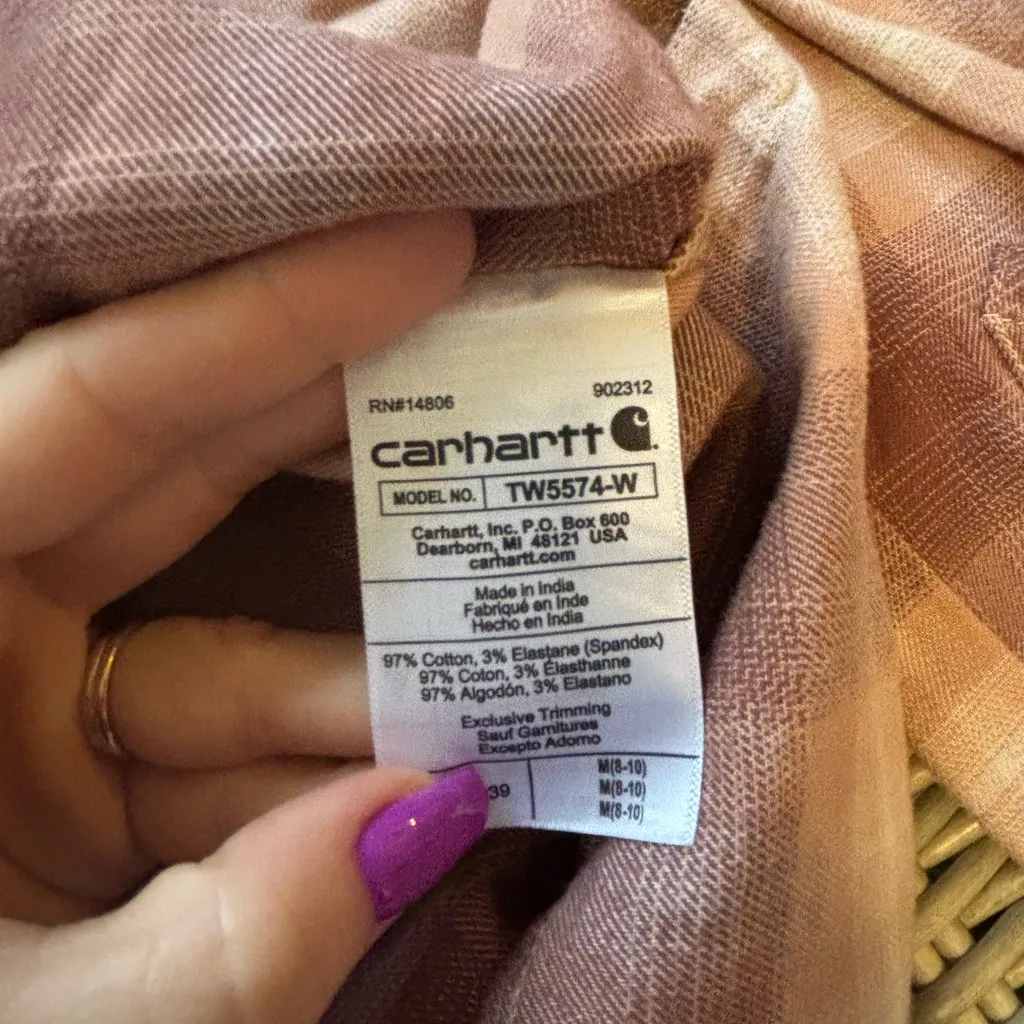 RN#14806 902312
carhartt
MODEL NO. TW5574-W
Carhartt, Inc. P.O. Box 600
Dearborn, MI 48121 USA
carhartt.com
Made in India
Fabriqué en Inde
Hecho en India
97% Cotton, 3% Elastane (Spandex)
97% Coton, 3% Élasthanne
97% Algodón, 3% Elastano
Exclusive Trimming
Sauf Garnitures
Excepto Adorno
M(8-10)
39 M(8-10)
M(8-10)